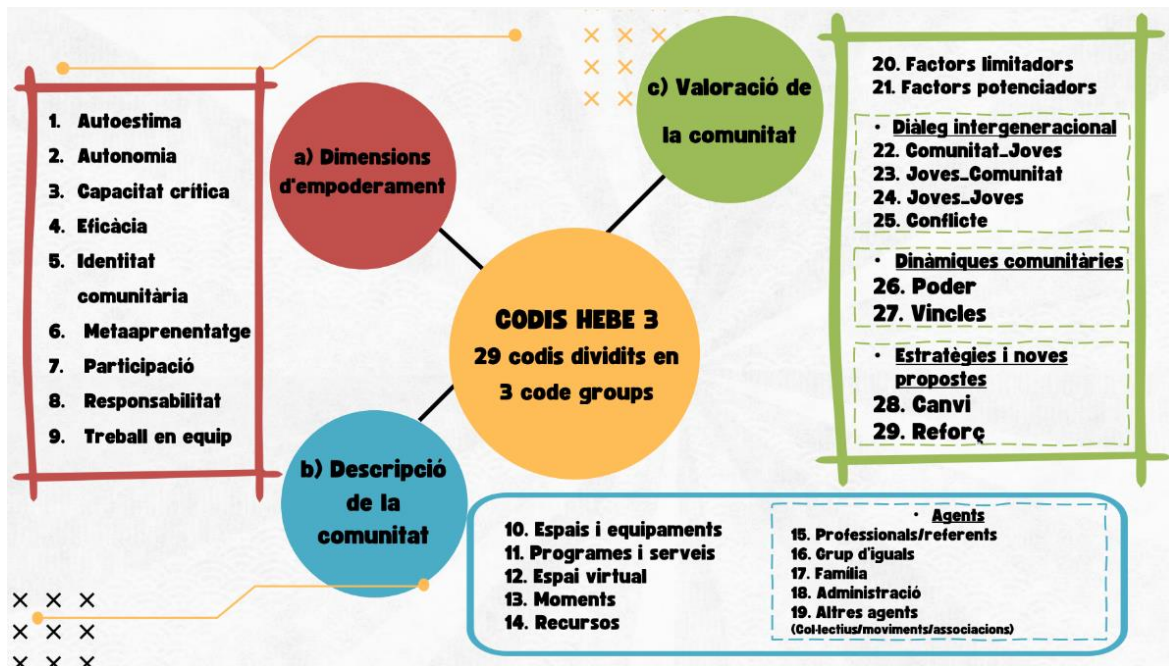 CODIS HEBE 3
29 codis dividits en
3 code groups
a) Dimensions
d'empoderament
1. Autoestima
2. Autonomia
3. Capacitat crítica
4. Eficàcia
5. Identitat
comunitària
6. Metaaprenentatge
7. Participació
8. Responsabilitat
9. Treball en equip
b) Descripció
de la
comunitat
10. Espais i equipaments
11. Programes i serveis
12. Espai virtual
13. Moments
14. Recursos
· Agents
15. Professionals/referents
16. Grup d'iguals
17. Família
18. Administració
19. Altres agents
(Col·lectius/moviments/associacions)
c) Valoració de
la comunitat
20. Factors limitadors
21. Factors potenciadors
· Diàleg intergeneracional
22. Comunitat_Joves
23. Joves_Comunitat
24. Joves_Joves
25. Conflicte
· Dinàmiques comunitàries
26. Poder
27. Vincles
· Estratègies i noves
propostes
28. Canvi
29. Reforç